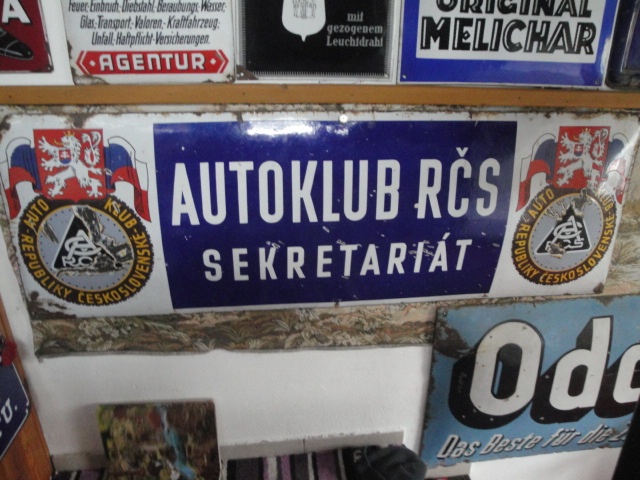 Feuer, Einbruch, Diebstahl, Beraubungs, Wasser,
Glas, Transport, Valoren, Kraftfahrzeug,
Unfall, Haftpflicht-Versicherungen.
AGENTUR
mit
gezogenem
Leuchtdraht
ORIGINAL
MELICHAR
A
AUTOKLUB RČS
SEKRETARIÁT
AUTO KLUB
REPUBLIKY ČESKOSLOVENSKÉ
AUTO KLUB
REPUBLIKY ČESKOSLOVENSKÉ
U.
Odo
Das Beste für die